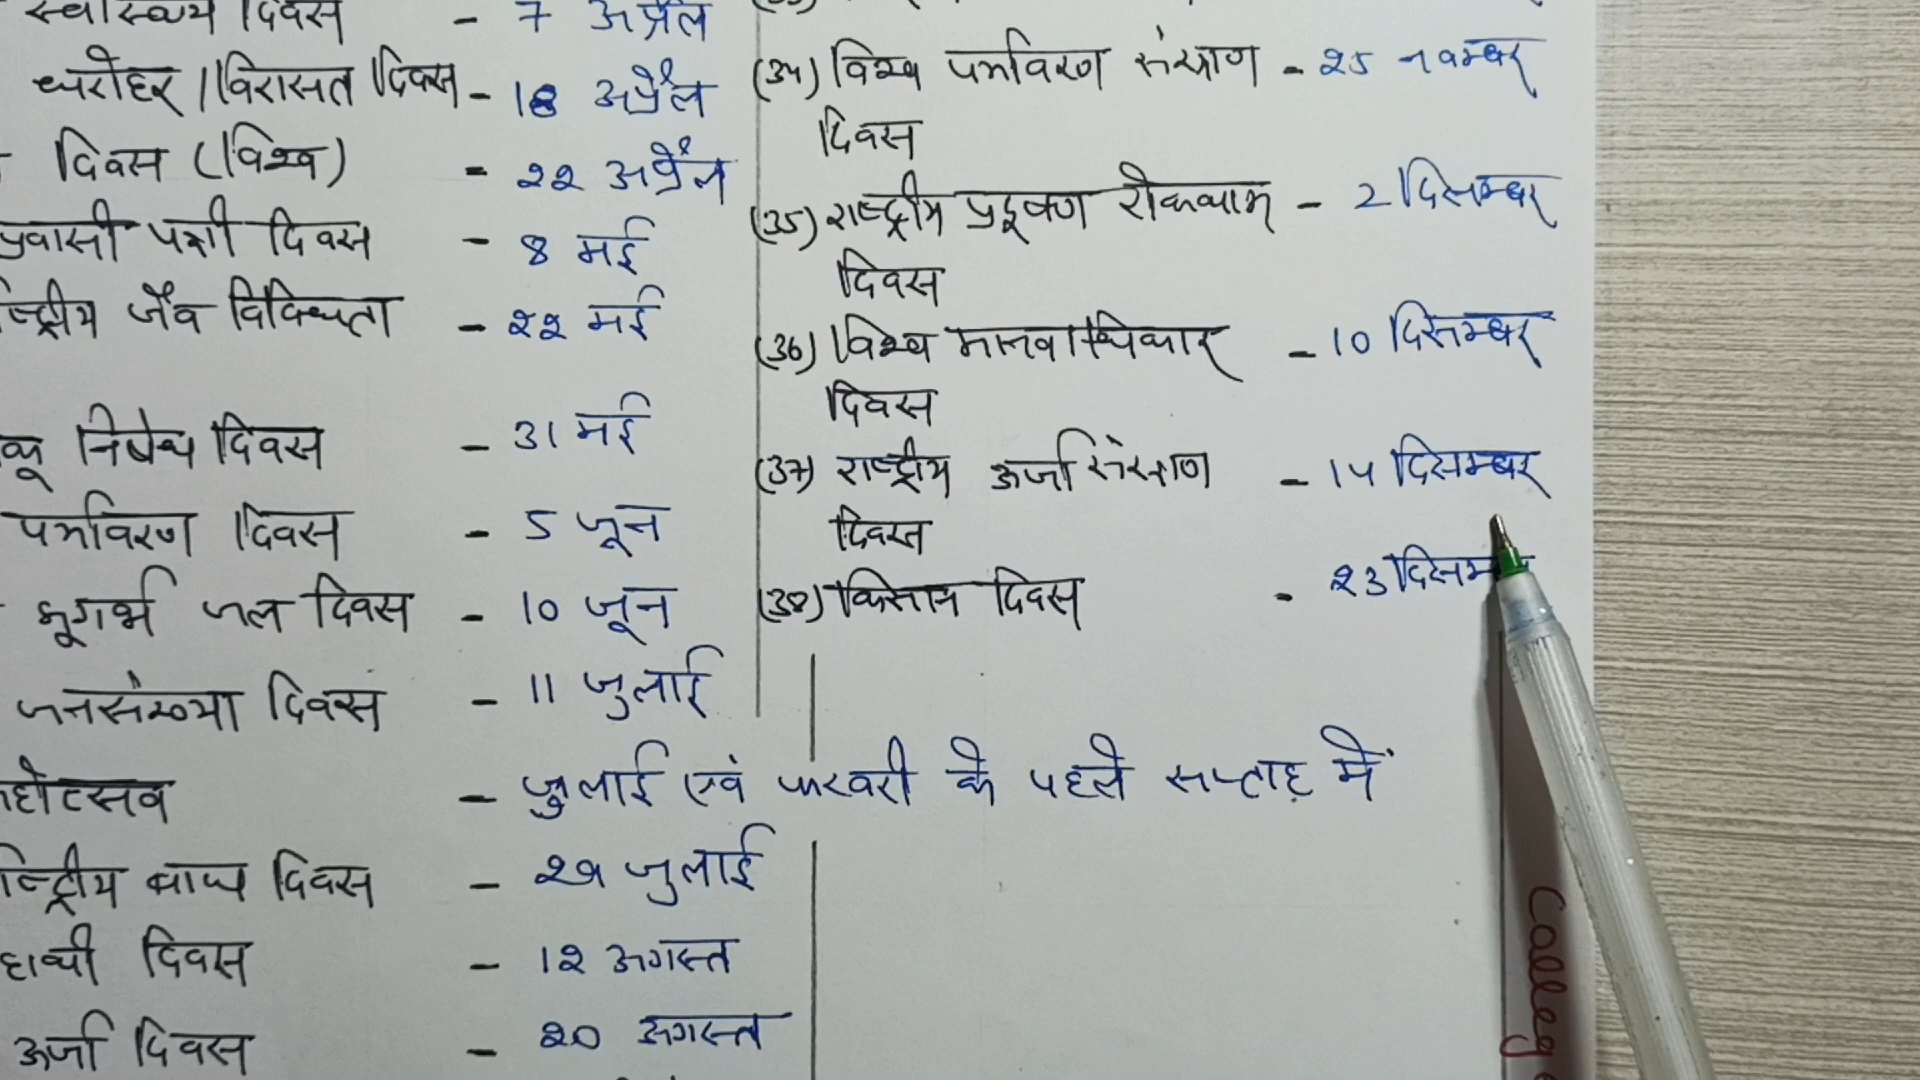 स्वास्थ्य दिवस - 7 अप्रैल
धरोहर / विरासत दिवस - 18 अप्रैल
दिवस (विश्व) - 22 अप्रैल
प्रवासी पक्षी दिवस - 8 मई
जैव विविधता - 22 मई
निषेध दिवस - 31 मई
पर्यावरण दिवस - 5 जून
भूगर्भ जल दिवस - 10 जून
जनसंख्या दिवस - 11 जुलाई
होत्सव - जुलाई एवं फरवरी के पहले सप्ताह में
बाघ दिवस - 29 जुलाई
हाथी दिवस - 12 अगस्त
ऊर्जा दिवस - 20 अगस्त
(34) विश्व पर्यावरण संरक्षण - 25 नवम्बर
दिवस
(35) राष्ट्रीय प्रदूषण रोकथाम - 2 दिसम्बर
दिवस
(36) विश्व मानवाधिकार - 10 दिसम्बर
दिवस
(37) राष्ट्रीय ऊर्जा संरक्षण - 14 दिसम्बर
दिवस
(38) किसान दिवस - 23
Colleg